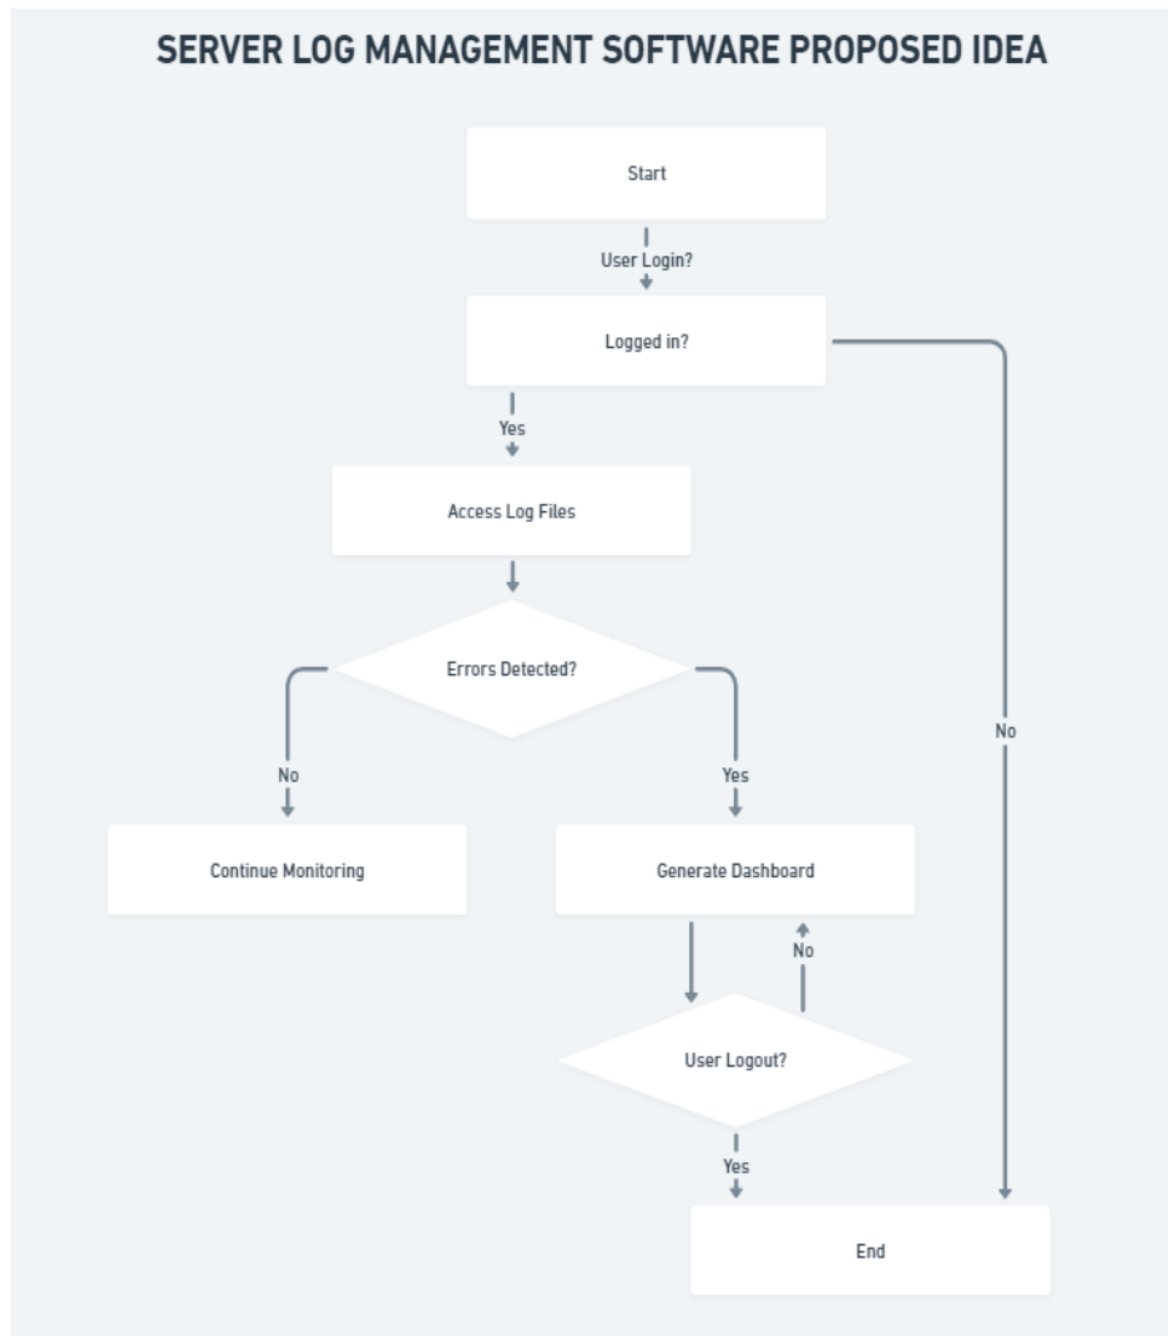 SERVER LOG MANAGEMENT SOFTWARE PROPOSED IDEA
Start
User Login?
Logged in?
Yes
Access Log Files
Errors Detected?
No
No
Yes
Continue Monitoring
Generate Dashboard
No
User Logout?
Yes
End